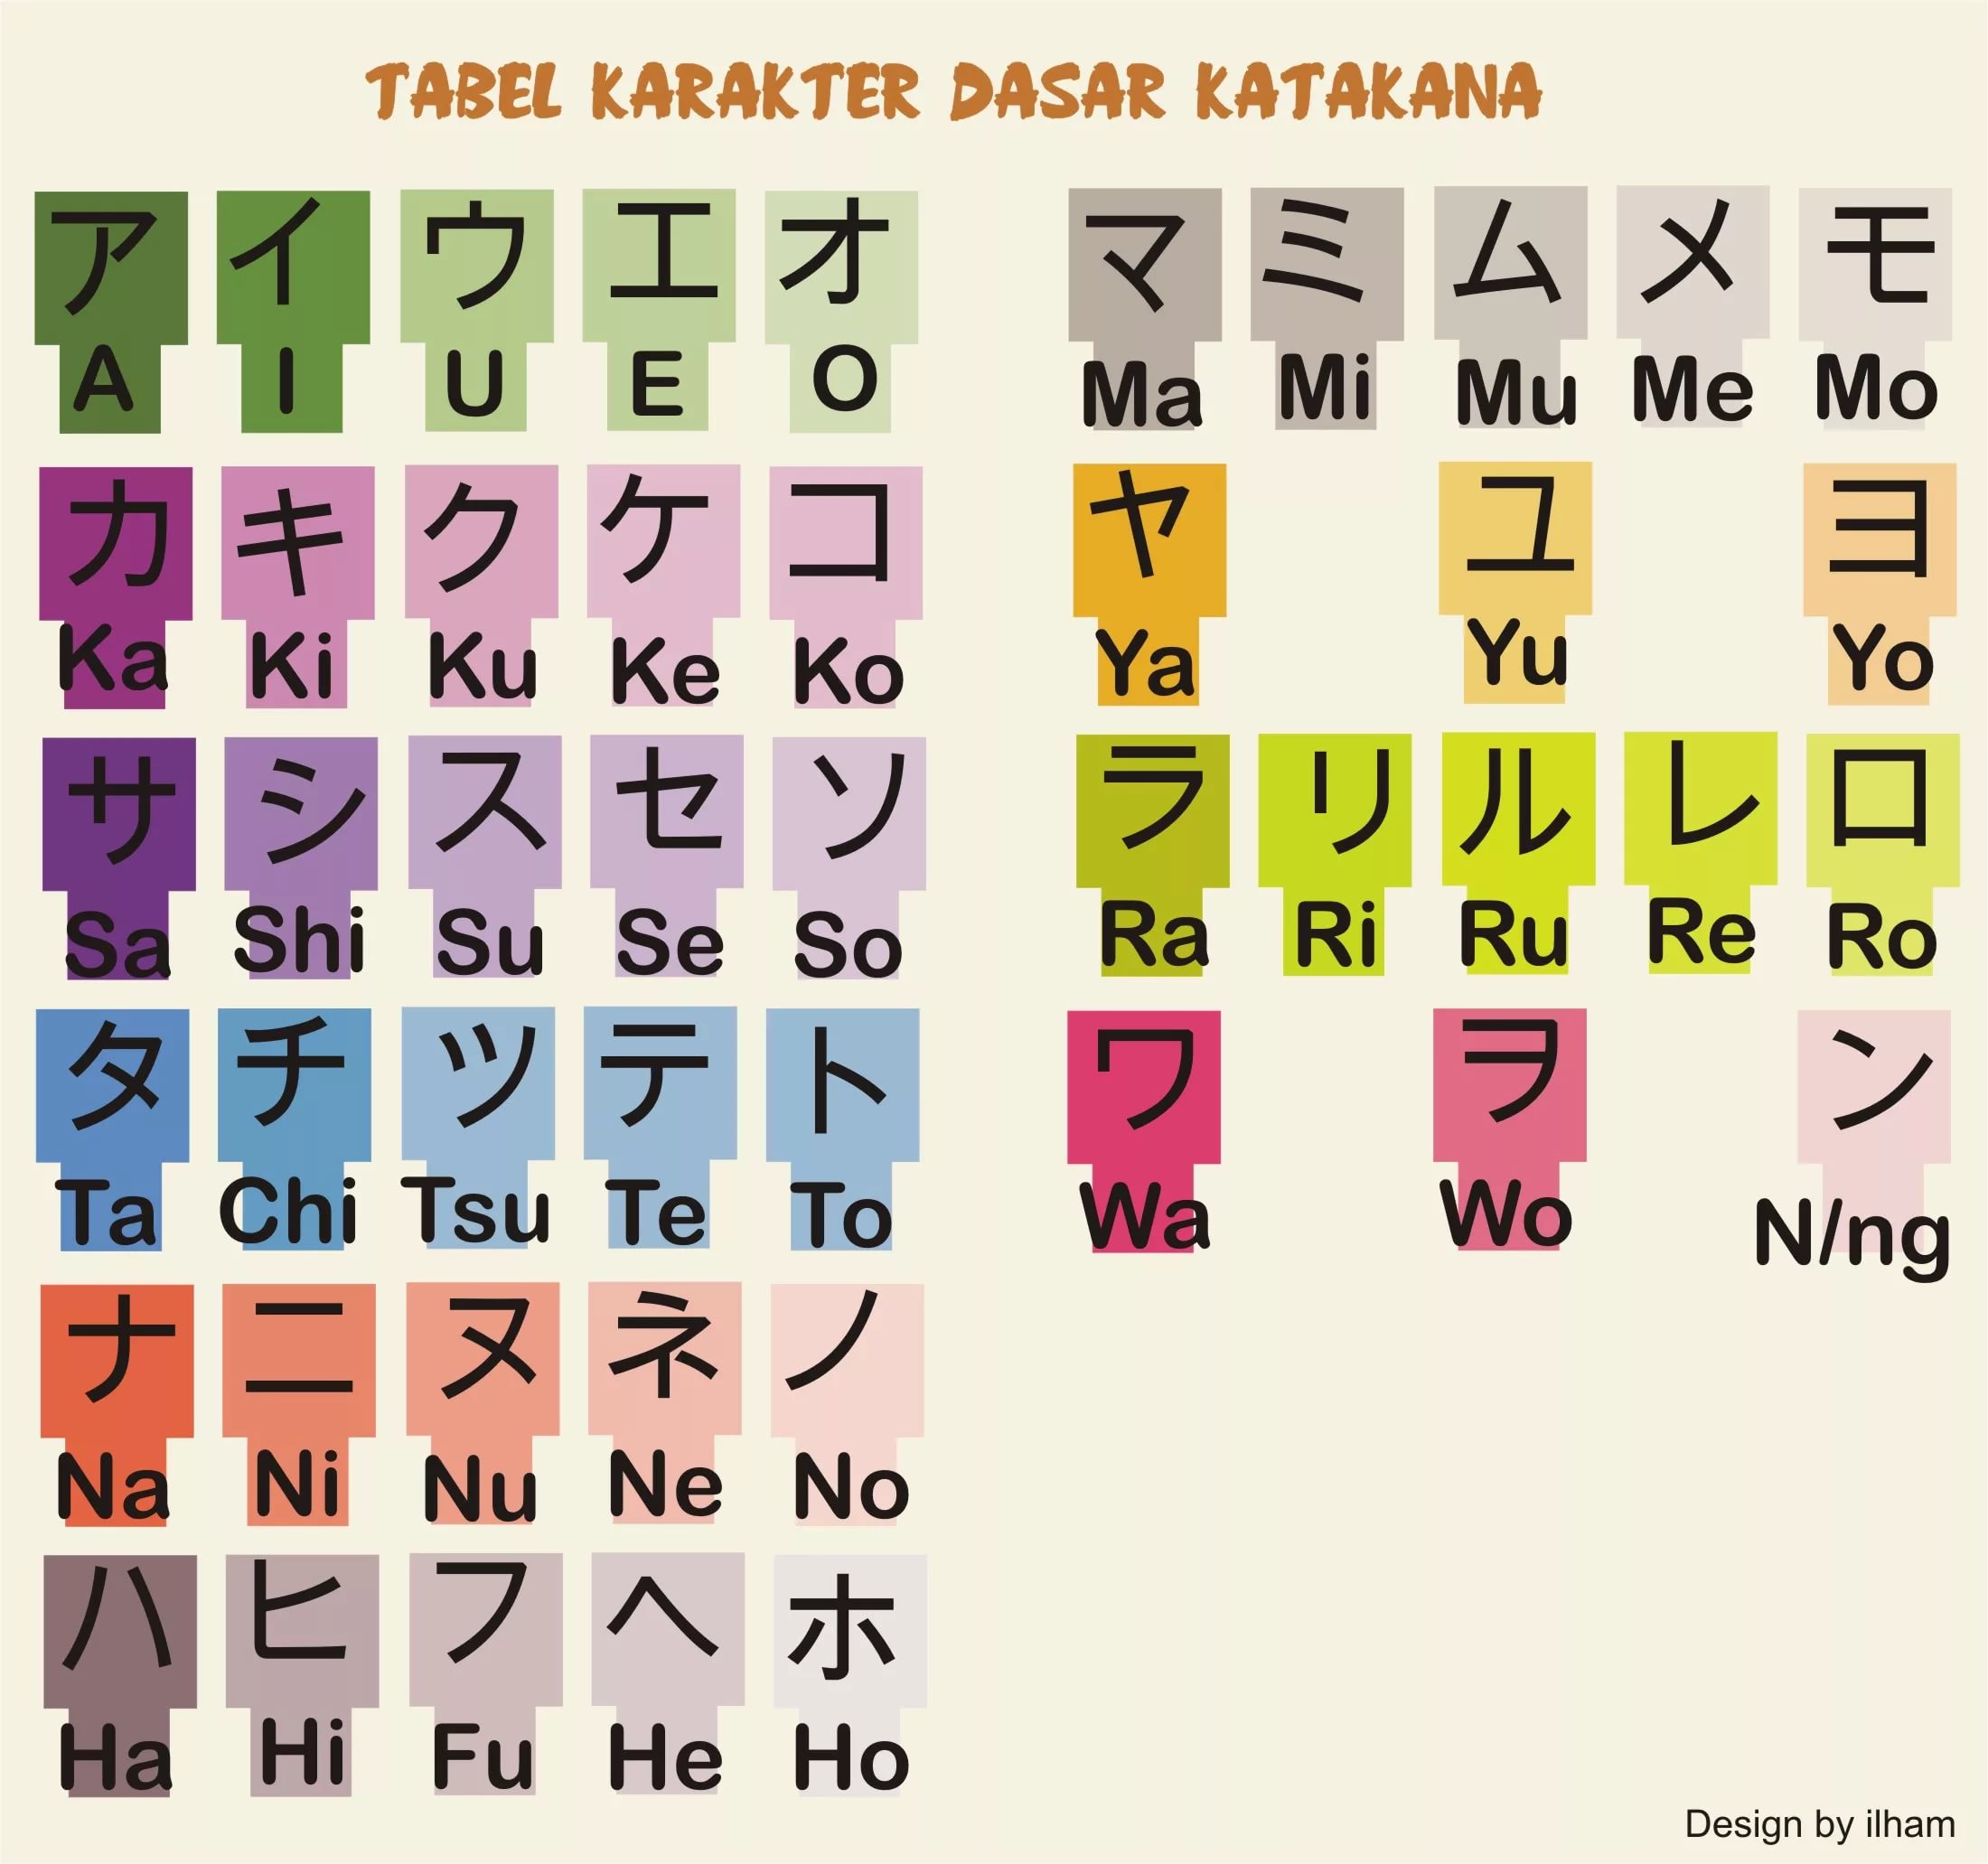 TABEL KARAKTER DASAR KATAKANA
ア イ ウ エ オ
A I U E O
カ キ ク ケ コ
Ka Ki Ku Ke Ko
サ シ ス セ ソ
Sa Shi Su Se So
タ チ ツ テ ト
Ta Chi Tsu Te To
ナ ニ ヌ ネ ノ
Na Ni Nu Ne No
ハ ヒ フ ヘ ホ
Ha Hi Fu He Ho
マ ミ ム メ モ
Ma Mi Mu Me Mo
ヤ ユ ヨ
Ya Yu Yo
ラ リ ル レ ロ
Ra Ri Ru Re Ro
ワ ヲ ン
Wa Wo N/ng
Design by ilham